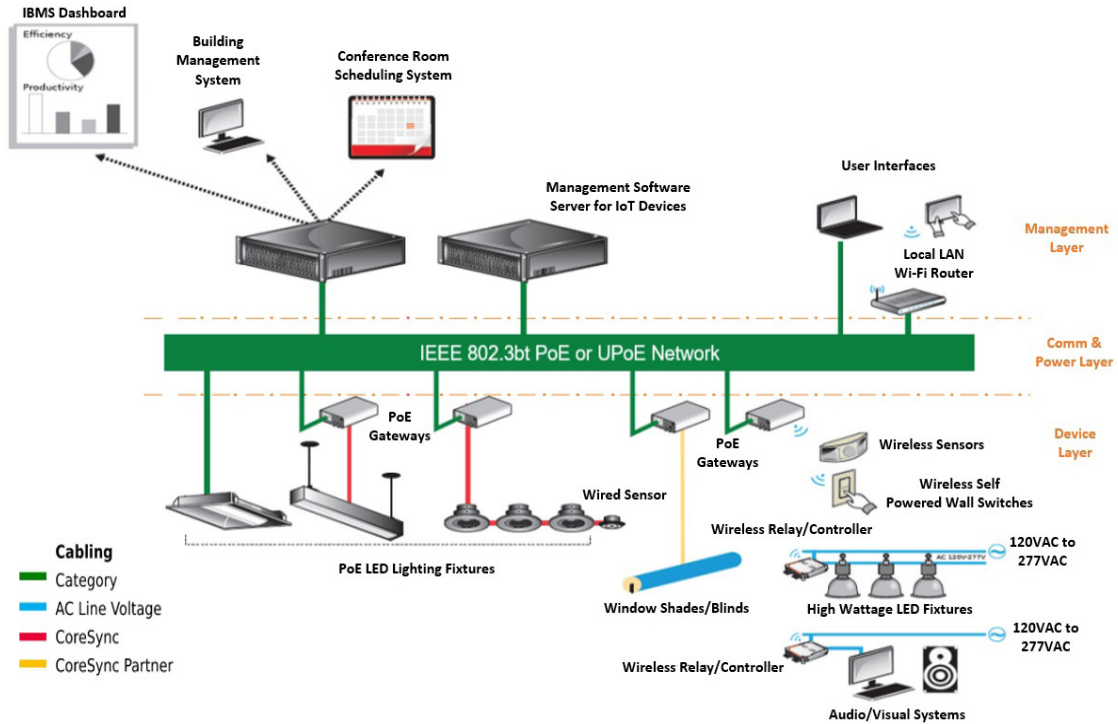 IBMS Dashboard
Efficiency
Productivity
Building
Management
System
Conference Room
Scheduling System
Management Software
Server for IoT Devices
User Interfaces
Local LAN
Wi-Fi Router
Management
Layer
IEEE 802.3bt PoE or UPoE Network
Comm &
Power Layer
PoE
Gateways
PoE
Gateways
Device
Layer
Wireless Sensors
Wireless Self
Powered Wall Switches
Wired Sensor
PoE LED Lighting Fixtures
Window Shades/Blinds
Wireless Relay/Controller
AC 120V-277V
120VAC to
277VAC
High Wattage LED Fixtures
Wireless Relay/Controller
120VAC to
277VAC
Audio/Visual Systems
Cabling
Category
AC Line Voltage
CoreSync
CoreSync Partner